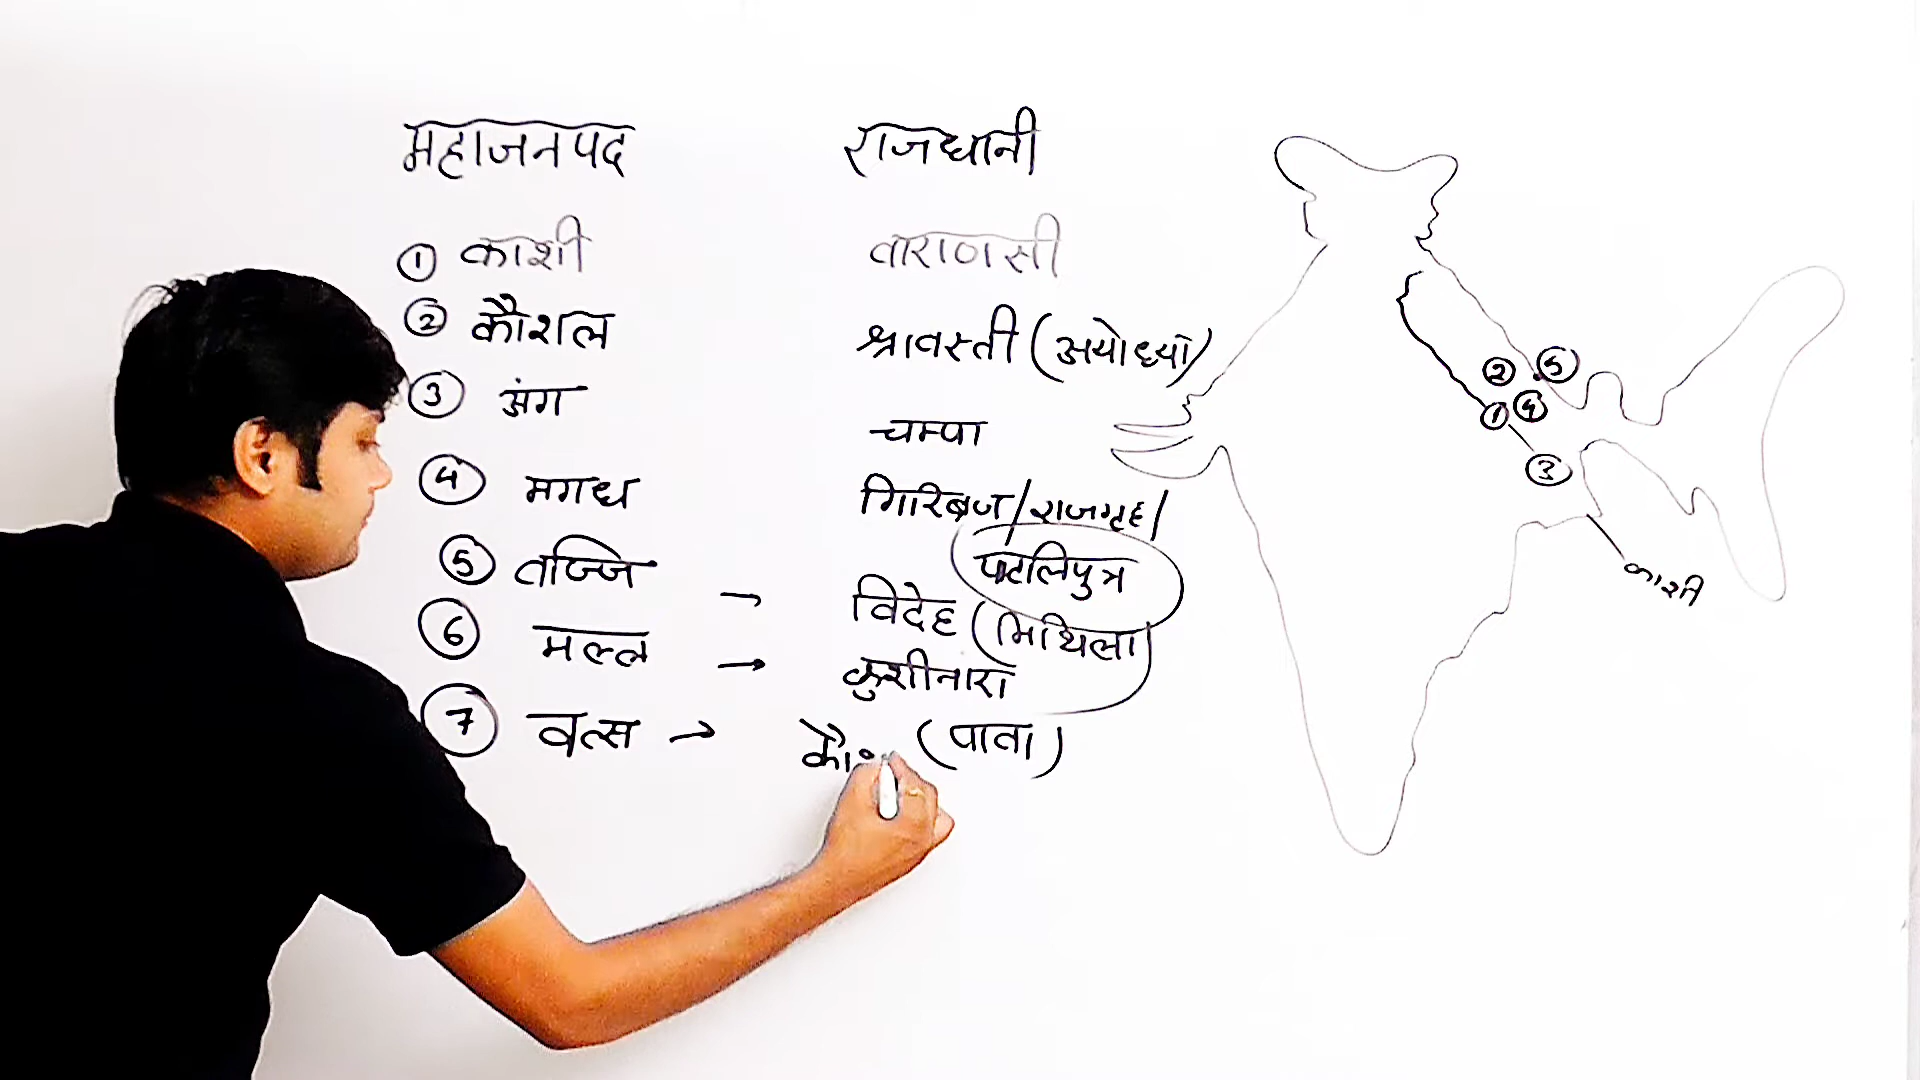 महाजनपद राजधानी
① काशी वाराणसी
② कौशल श्रावस्ती (अयोध्या)
③ अंग चम्पा
④ मगध गिरिब्रज/राजगृह/
पाटलिपुत्र
⑤ वज्जि → विदेह (मिथिला)
⑥ मल्ल → कुशीनारा
(पावा)
⑦ वत्स → कौ
② ⑤
① ④
③
काशी